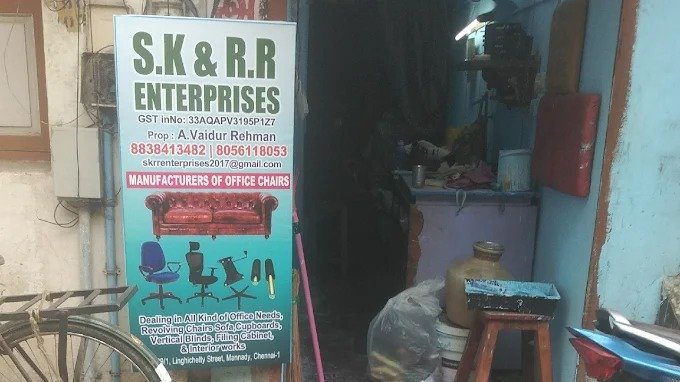 S.K & R.R
ENTERPRISES
GST inNo: 33AQAPV3195P1Z7
Prop : A.Vaidur Rehman
8838413482 | 8056118053
skrrenterprises2017@gmail.com
MANUFACTURERS OF OFFICE CHAIRS
Dealing in All Kind of Office Needs,
Revolving Chairs Sofa Cupboards,
Vertical Blinds, Filing Cabinet,
& Interior works
Linghichetty Street, Mannady, Chennai-1